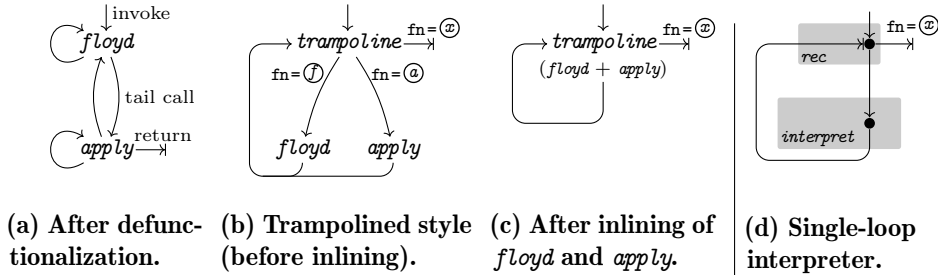 invoke
floyd
tail call
apply
return
(a) After defunc-
tionalization.
trampoline
fn=ⓧ
fn=ⓕ
fn=ⓐ
floyd apply
(b) Trampolined style
(before inlining).
trampoline
fn=ⓧ
(floyd + apply)
(c) After inlining of
floyd and apply.
fn=ⓧ
rec
interpret
(d) Single-loop
interpreter.